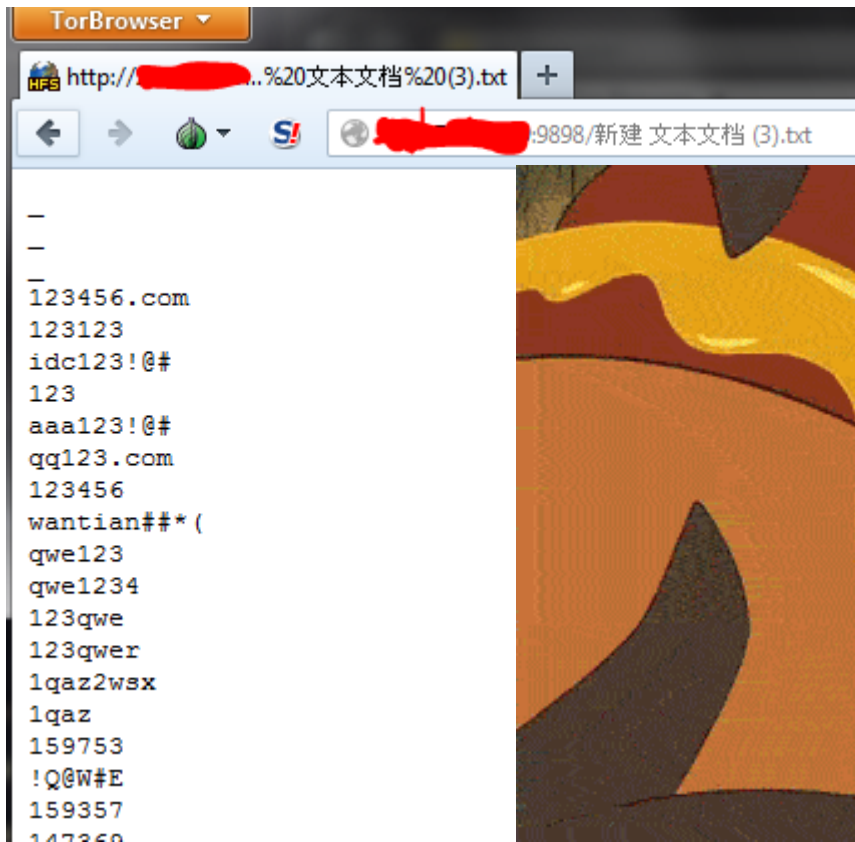 TorBrowser
HFS http:// ...%20文本文档%20(3).txt
S! :9898/新建 文本文档 (3).txt
_
_
_
123456.com
123123
idc123!@#
123
aaa123!@#
qq123.com
123456
wantian##*(
qwe123
qwe1234
123qwe
123qwer
1qaz2wsx
1qaz
159753
!Q@W#E
159357
147369